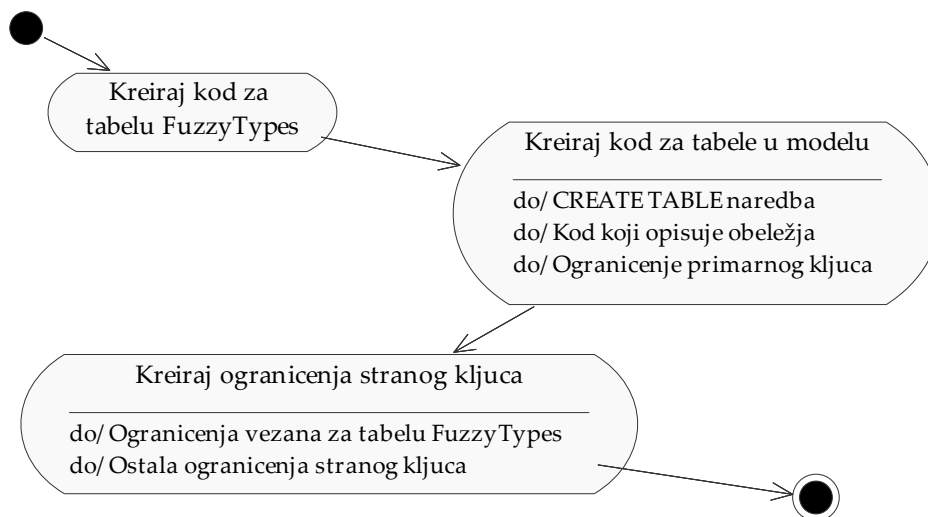 Kreiraj kod za
tabelu FuzzyTypes
Kreiraj kod za tabele u modelu
do/ CREATE TABLE naredba
do/ Kod koji opisuje obeležja
do/ Ogranicenje primarnog kljuca
Kreiraj ogranicenja stranog kljuca
do/ Ogranicenja vezana za tabelu FuzzyTypes
do/ Ostala ogranicenja stranog kljuca